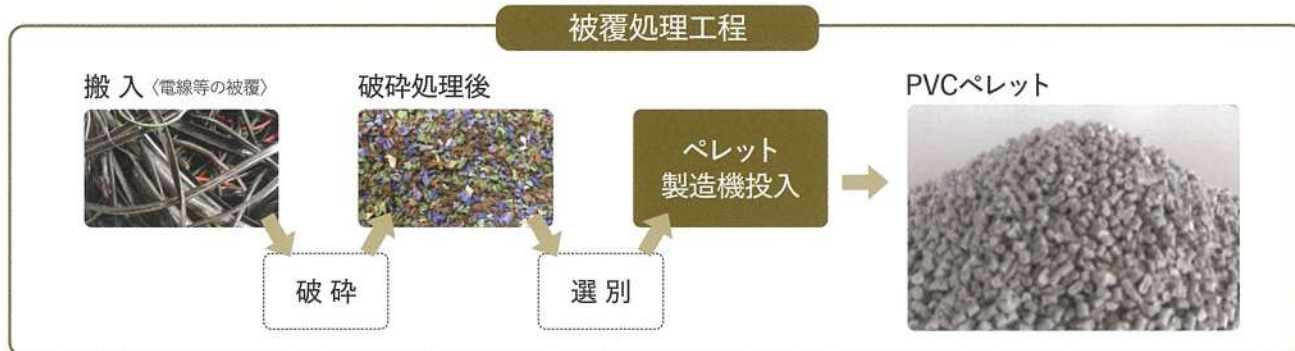 被覆処理工程
搬 入〈電線等の被覆〉
破砕処理後
ペレット
製造機投入
PVCペレット
破 砕
選 別